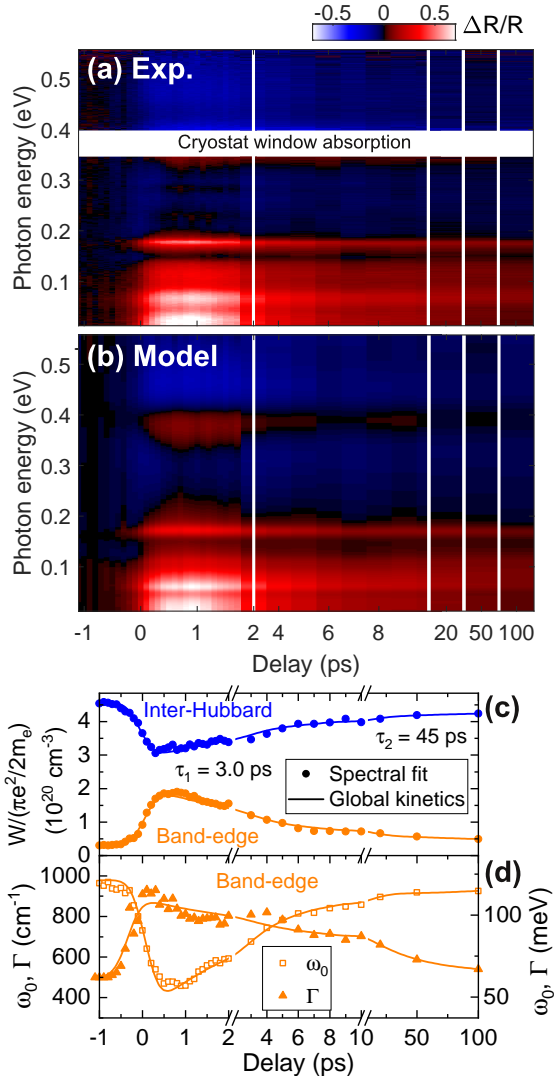 -0.5 0 0.5 ΔR/R
(a) Exp.
Photon energy (eV)
0.5
0.4
0.3
0.2
0.1
Cryostat window absorption
(b) Model
Photon energy (eV)
0.5
0.4
0.3
0.2
0.1
-1 0 1 2 4 6 8 20 50 100
Delay (ps)
(c)
W/(πe²/2mₑ)
(10²⁰ cm⁻³)
4
3
2
1
0
Inter-Hubbard
τ₁ = 3.0 ps
τ₂ = 45 ps
Spectral fit
Global kinetics
Band-edge
(d)
Band-edge
ω₀, Γ (cm⁻¹)
1000
800
600
400
ω₀
Γ
100
50
ω₀, Γ (meV)
-1 0 1 2 4 6 8 10 40 60 80 100
Delay (ps)